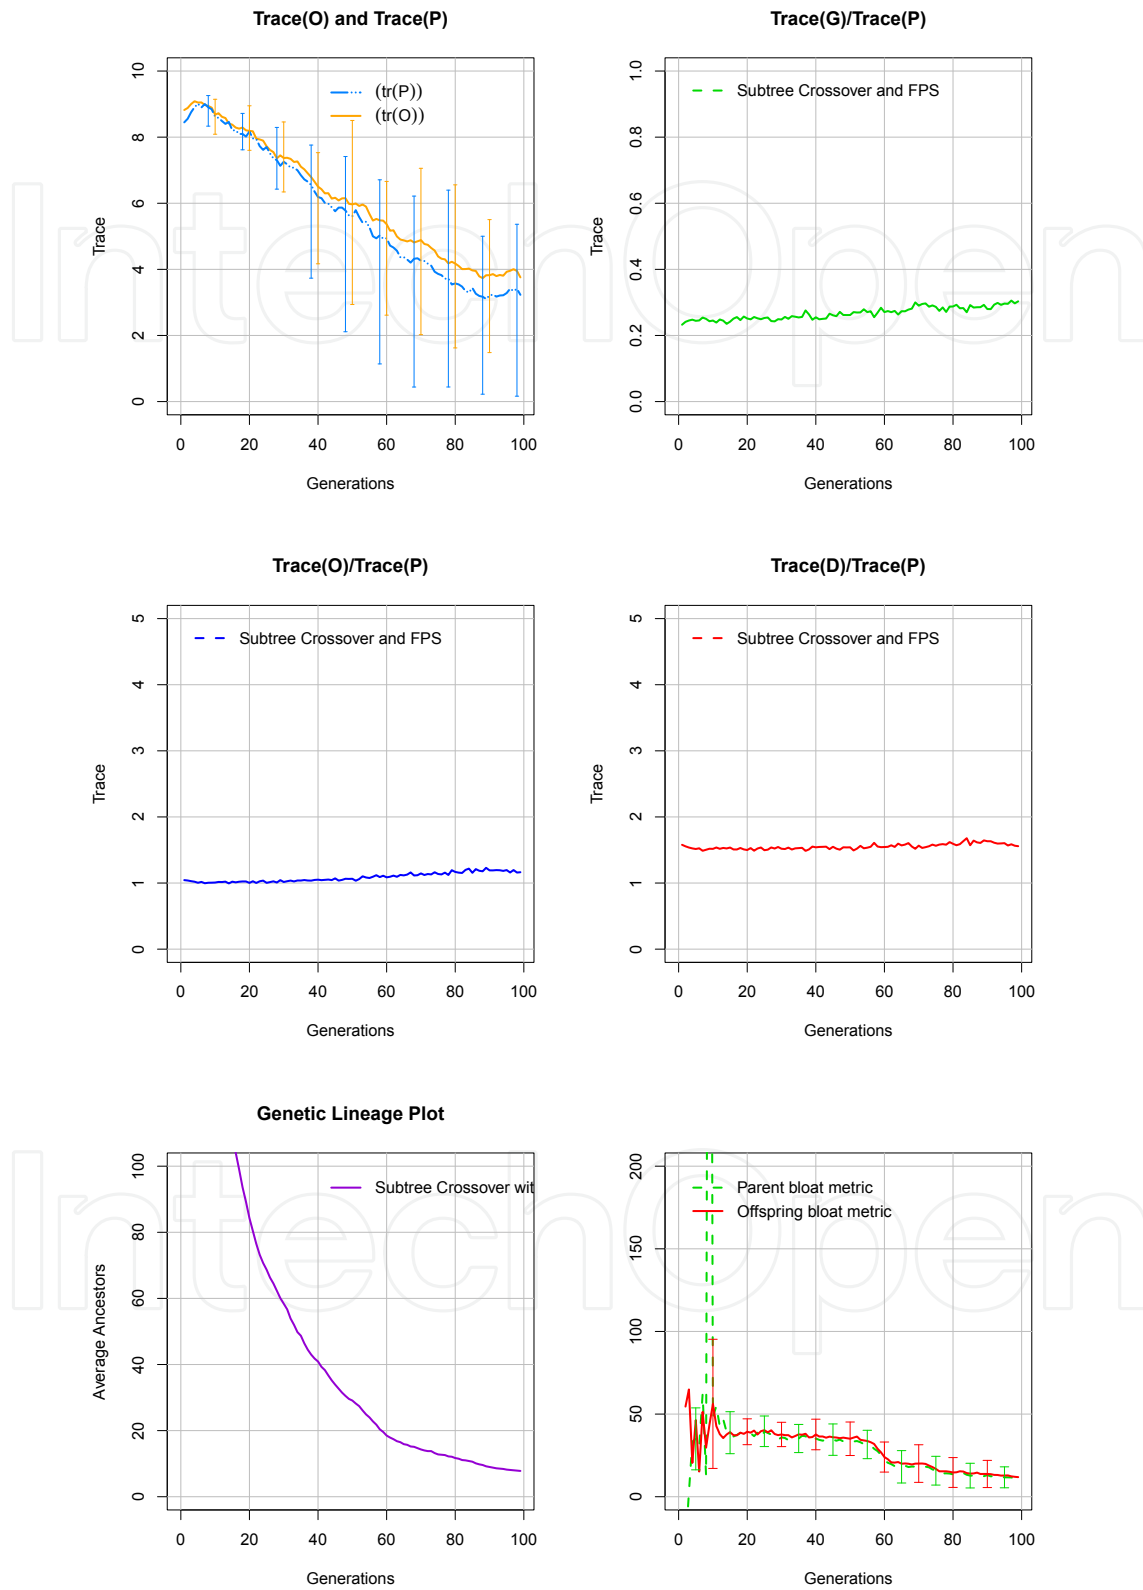 Trace(O) and Trace(P)
Trace
10
8
6
4
2
0
(tr(P))
(tr(O))
0 20 40 60 80 100
Generations
Trace(G)/Trace(P)
Trace
1.0
0.8
0.6
0.4
0.2
0.0
Subtree Crossover and FPS
0 20 40 60 80 100
Generations
Trace(O)/Trace(P)
Trace
5
4
3
2
1
0
Subtree Crossover and FPS
0 20 40 60 80 100
Generations
Trace(D)/Trace(P)
Trace
5
4
3
2
1
0
Subtree Crossover and FPS
0 20 40 60 80 100
Generations
Genetic Lineage Plot
Average Ancestors
100
80
60
40
20
0
Subtree Crossover wit
0 20 40 60 80 100
Generations
200
150
100
50
0
Parent bloat metric
Offspring bloat metric
0 20 40 60 80 100
Generations
IntechOpen
IntechOpen